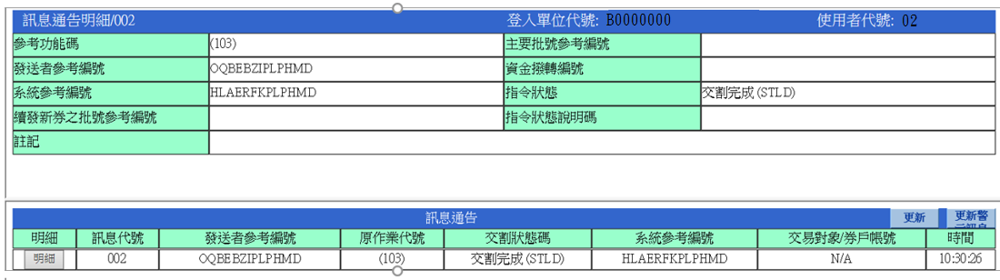 訊息通告明細/002 登入單位代號: B0000000 使用者代號: 02
參考功能碼 (103) 主要批號參考編號
發送者參考編號 OQBEBZIPLPHMD 資金撥轉編號
系統參考編號 HLAERFKPLPHMD 指令狀態 交割完成(STLD)
續發新券之批號參考編號 指令狀態說明碼
註記
訊息通告 更新 更新警示訊息
明細 訊息代號 發送者參考編號 原作業代號 交割狀態碼 系統參考編號 交易對象/券戶帳號 時間
明細 002 OQBEBZIPLPHMD (103) 交割完成(STLD) HLAERFKPLPHMD N/A 10:30:26